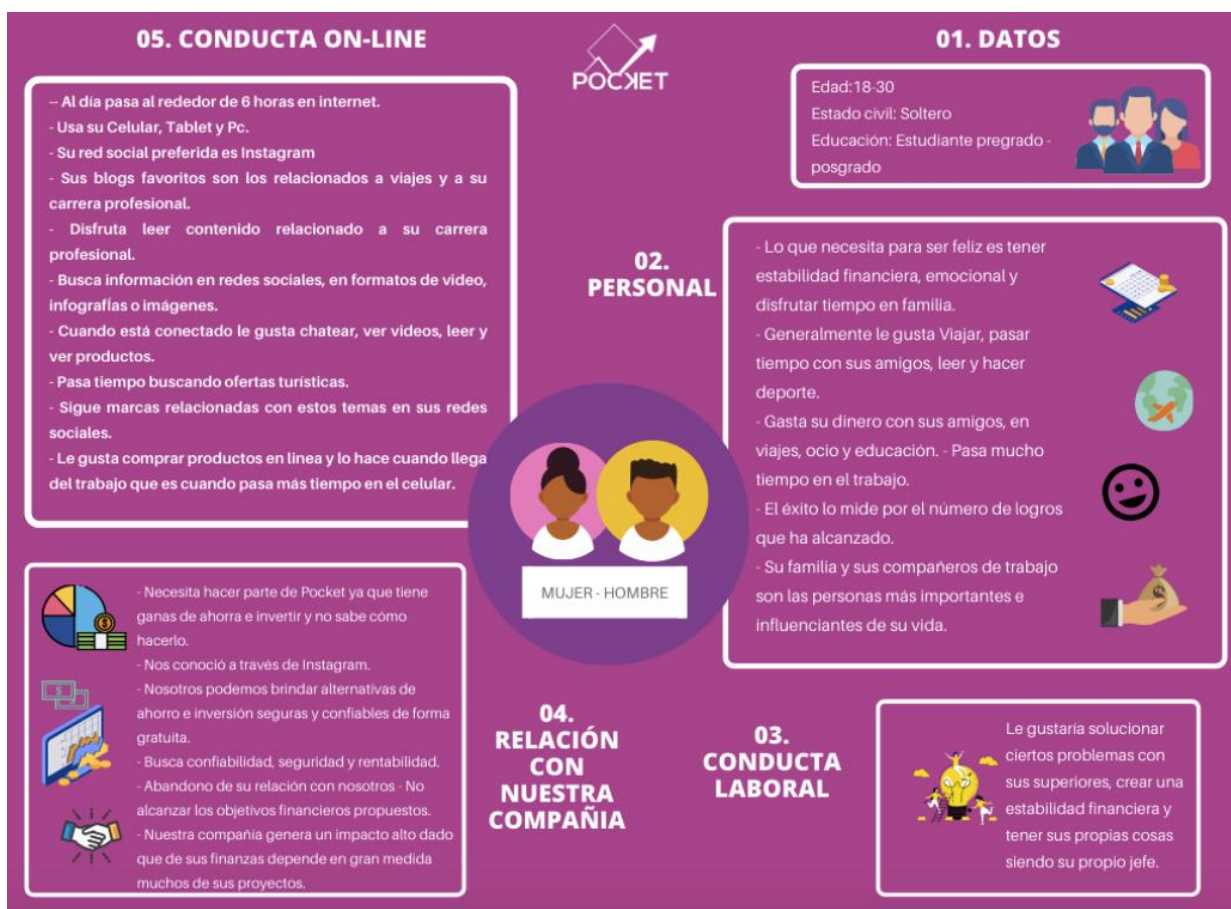 05. CONDUCTA ON-LINE
-- Al día pasa al rededor de 6 horas en internet.
- Usa su Celular, Tablet y Pc.
- Su red social preferida es Instagram
- Sus blogs favoritos son los relacionados a viajes y a su
carrera profesional.
- Disfruta leer contenido relacionado a su carrera
profesional.
- Busca información en redes sociales, en formatos de video,
infografías o imágenes.
- Cuando está conectado le gusta chatear, ver videos, leer y
ver productos.
- Pasa tiempo buscando ofertas turísticas.
- Sigue marcas relacionadas con estos temas en sus redes
sociales.
- Le gusta comprar productos en linea y lo hace cuando llega
del trabajo que es cuando pasa más tiempo en el celular.
POCKET
01. DATOS
Edad:18-30
Estado civil: Soltero
Educación: Estudiante pregrado -
posgrado
02.
PERSONAL
- Lo que necesita para ser feliz es tener
estabilidad financiera, emocional y
disfrutar tiempo en familia.
- Generalmente le gusta Viajar, pasar
tiempo con sus amigos, leer y hacer
deporte.
- Gasta su dinero con sus amigos, en
viajes, ocio y educación. - Pasa mucho
tiempo en el trabajo.
- El éxito lo mide por el número de logros
que ha alcanzado.
- Su familia y sus compañeros de trabajo
son las personas más importantes e
influenciantes de su vida.
MUJER - HOMBRE
- Necesita hacer parte de Pocket ya que tiene
ganas de ahorra e invertir y no sabe cómo
hacerlo.
- Nos conoció a través de Instagram.
- Nosotros podemos brindar alternativas de
ahorro e inversión seguras y confiables de forma
gratuita.
- Busca confiabilidad, seguridad y rentabilidad.
- Abandono de su relación con nosotros - No
alcanzar los objetivos financieros propuestos.
- Nuestra compañía genera un impacto alto dado
que de sus finanzas depende en gran medida
muchos de sus proyectos.
04.
RELACIÓN
CON
NUESTRA
COMPAÑIA
03.
CONDUCTA
LABORAL
Le gustaría solucionar
ciertos problemas con
sus superiores, crear una
estabilidad financiera y
tener sus propias cosas
siendo su propio jefe.